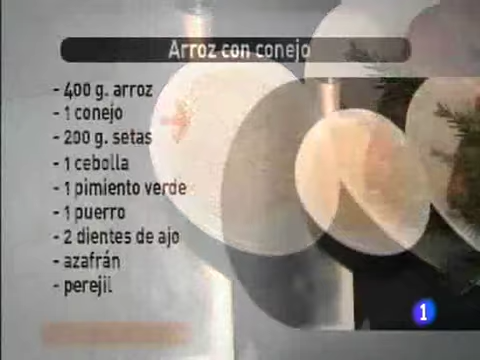 Arroz con conejo
- 400 g. arroz
- 1 conejo
- 200 g. setas
- 1 cebolla
- 1 pimiento verde
- 1 puerro
- 2 dientes de ajo
- azafrán
- perejil
1